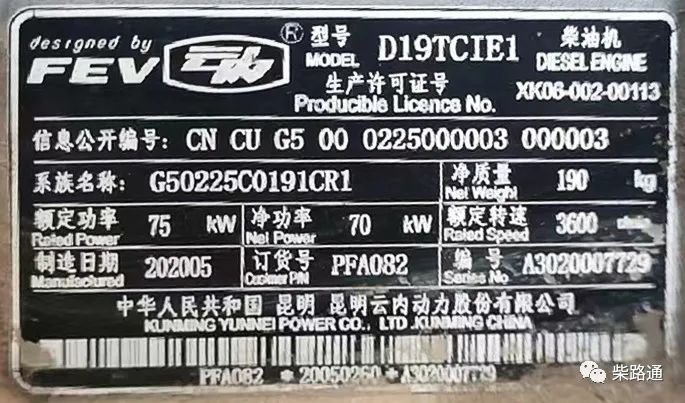 designed by
FEV
云内
®
型号 MODEL D19TCIE1 柴油机 DIESEL ENGINE
生产许可证号 Producible Licence No. XK06-002-00113
信息公开编号: CN CU G5 00 0225000003 000003
系族名称: G50225C0191CR1 净质量 Net Weight 190 kg
额定功率 Rated Power 75 kW 净功率 Net Power 70 kW 额定转速 Rated Speed 3600
制造日期 Manufactured 202005 订货号 Custmer P/N PFA082 编号 Series No A3020007729
中华人民共和国 昆明 昆明云内动力股份有限公司
KUNMING YUNNEI POWER CO., LTD .KUNMING CHINA
PFA082 * 20050260 * A3020007729
柴路通